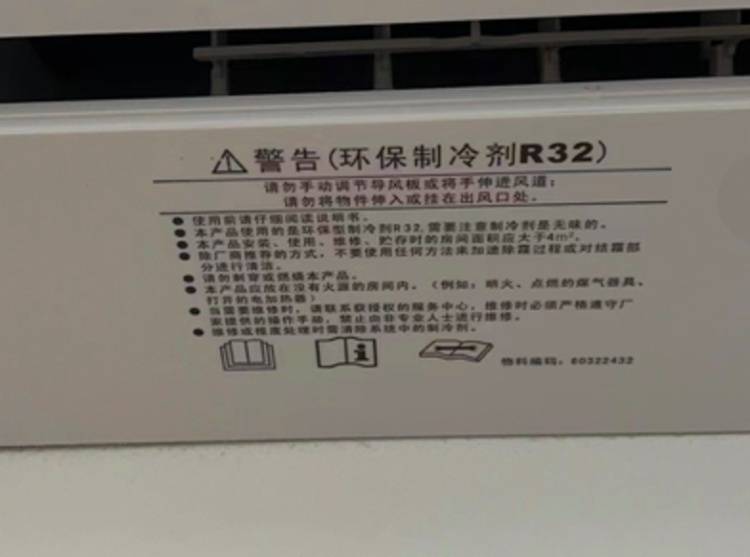 警告(环保制冷剂R32)
请勿手动调节导风板或将手伸进风道;
请勿将物件伸入或挂在出风口处.
● 使用前请仔细阅读说明书.
● 本产品使用的是环保型制冷剂R32,需要注意制冷剂是无味的.
● 本产品安装、使用、维修、贮存时的房间面积应大于4m².
● 除厂商推荐的方式,不要使用任何方法来加速除霜过程或对结霜部
分进行清洁.
● 请勿刺穿或燃烧本产品.
● 本产品应放在没有火源的房间内.(例如:明火、点燃的煤气器具、
打开的电加热器)
● 当需要维修时,请联系获授权的服务中心,维修时必须严格遵守厂
家提供的操作手册,禁止由非专业人士进行维修.
● 维修或报废处理时需清除系统中的制冷剂.
物料编码:60322432